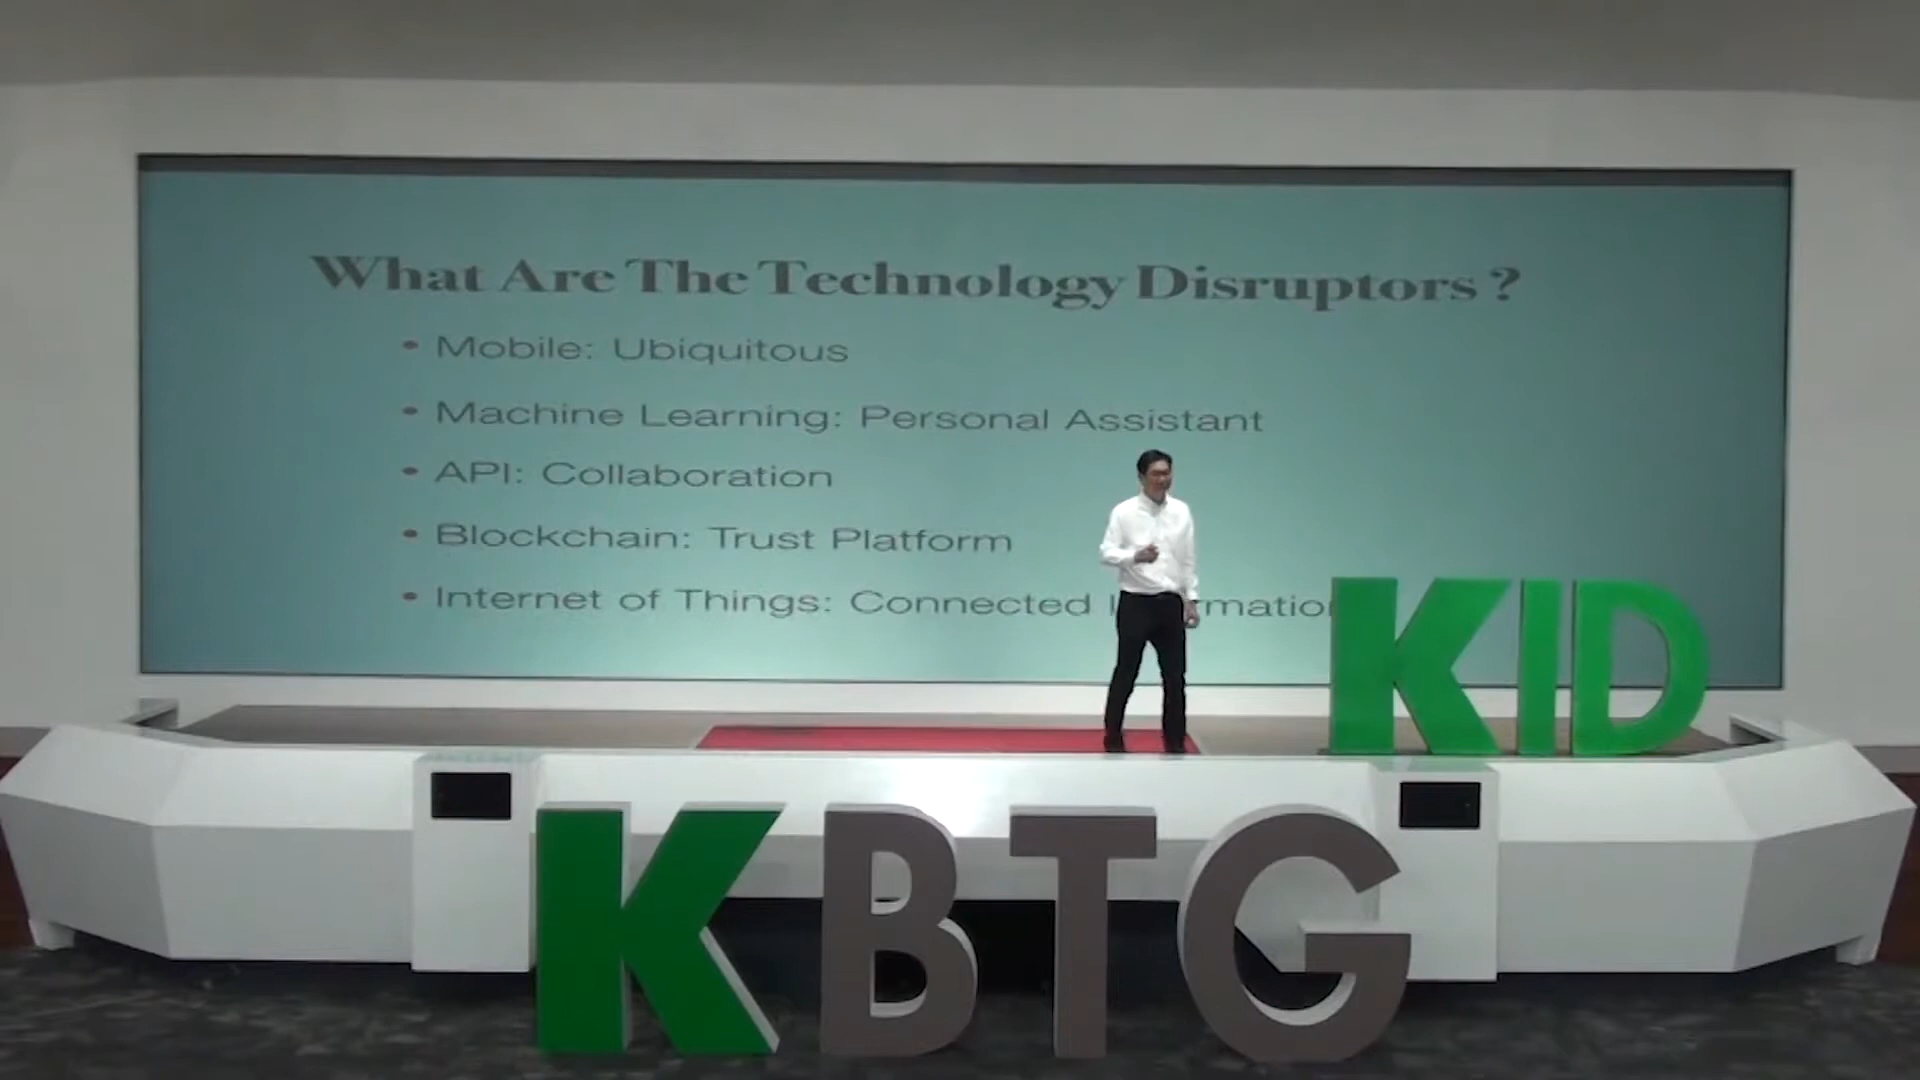 What Are The Technology Disruptors ?
• Mobile: Ubiquitous
• Machine Learning: Personal Assistant
• API: Collaboration
• Blockchain: Trust Platform
• Internet of Things: Connected
KID
KBTG